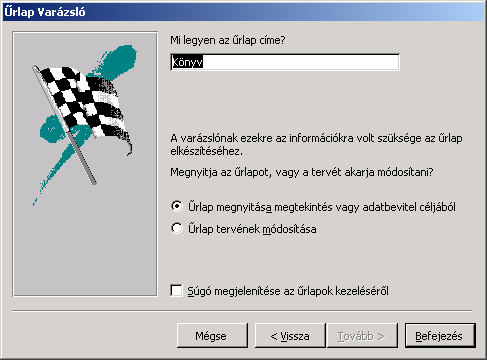 Űrlap Varázsló
Mi legyen az űrlap címe?
Könyv
A varázslónak ezekre az információkra volt szüksége az űrlap
elkészítéséhez.
Megnyitja az űrlapot, vagy a tervét akarja módosítani?
Űrlap megnyitása megtekintés vagy adatbevitel céljából
Űrlap tervének módosítása
Súgó megjelenítése az űrlapok kezeléséről
Mégse
< Vissza
Tovább >
Befejezés